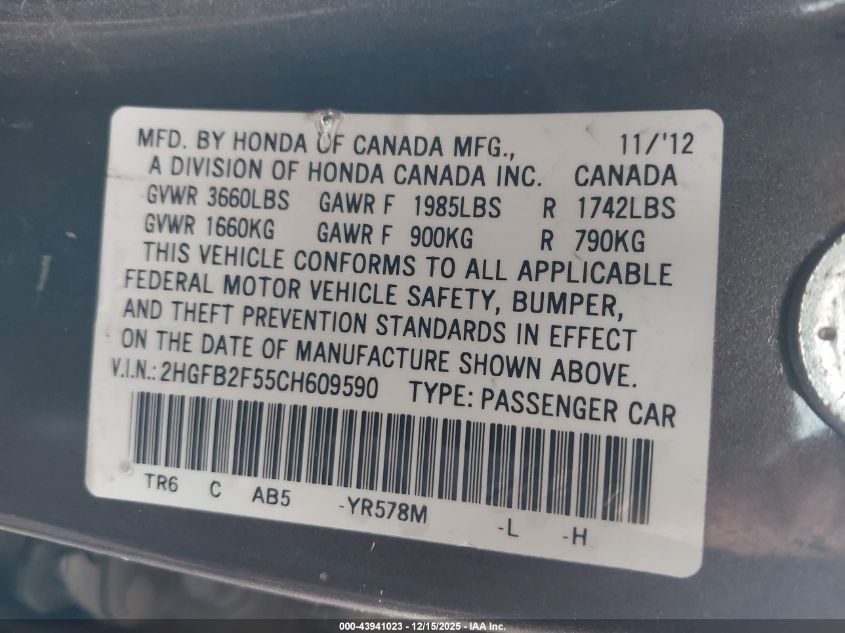 MFD. BY HONDA OF CANADA MFG., 11/'12
A DIVISION OF HONDA CANADA INC. CANADA
GVWR 3660LBS GAWR F 1985LBS R 1742LBS
GVWR 1660KG GAWR F 900KG R 790KG
THIS VEHICLE CONFORMS TO ALL APPLICABLE
FEDERAL MOTOR VEHICLE SAFETY, BUMPER,
AND THEFT PREVENTION STANDARDS IN EFFECT
ON THE DATE OF MANUFACTURE SHOWN ABOVE.
V.I.N.: 2HGFB2F55CH609590 TYPE: PASSENGER CAR
TR6 C AB5 -YR578M -L -H
000-43941023 - 12/15/2025 - IAA Inc.